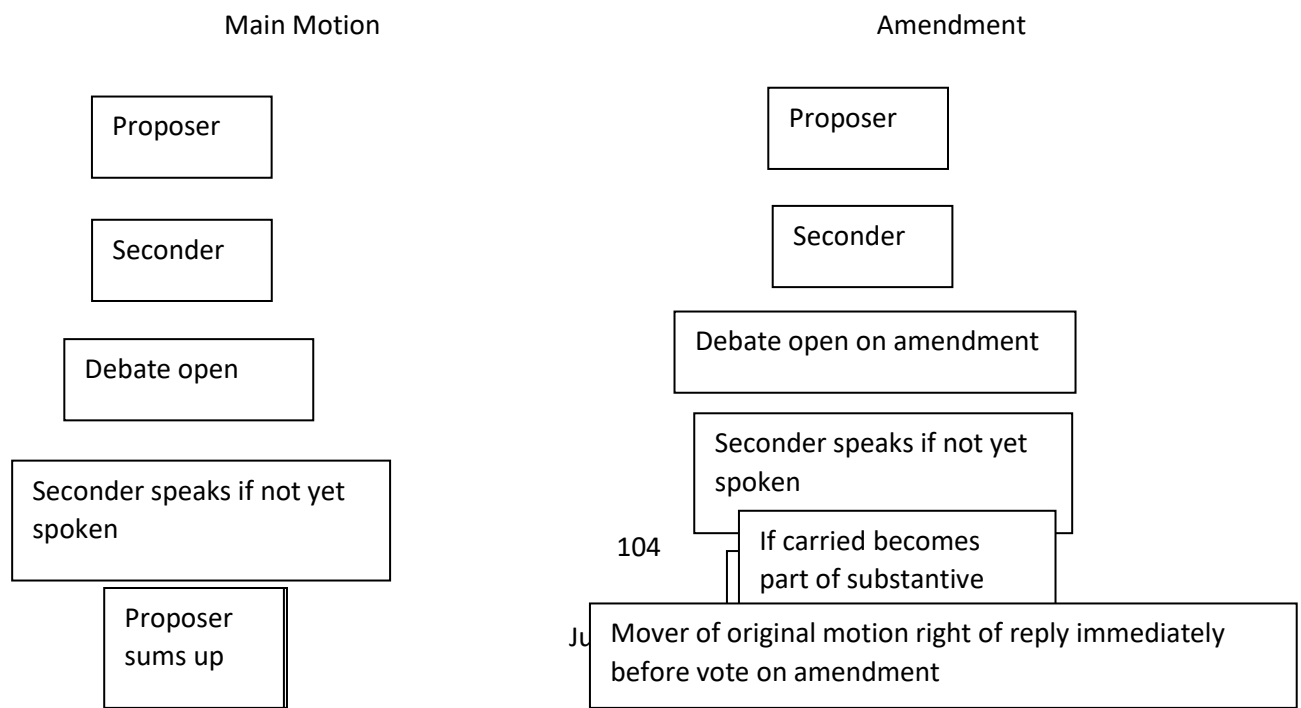 Main Motion
Amendment
Proposer
Proposer
Seconder
Seconder
Debate open
Debate open on amendment
Seconder speaks if not yet
spoken
Seconder speaks if not yet
spoken
104
If carried becomes
part of substantive
Proposer
sums up
Mover of original motion right of reply immediately
before vote on amendment